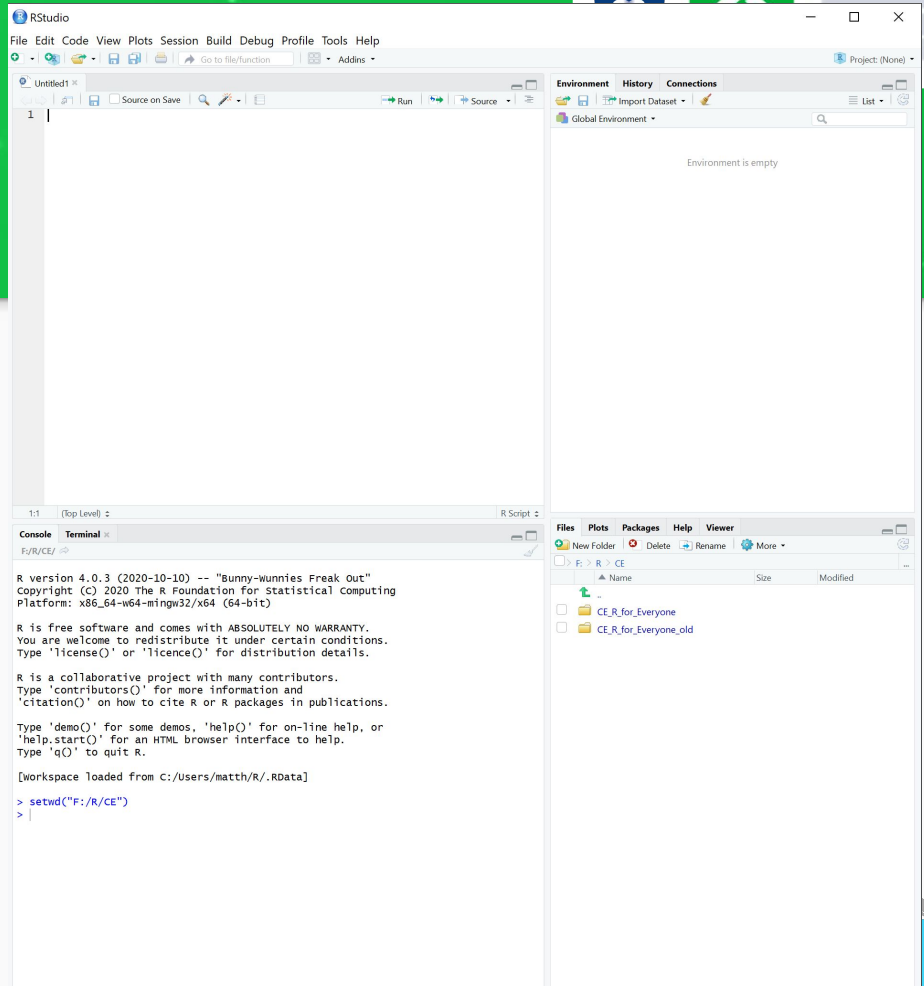 RStudio
File Edit Code View Plots Session Build Debug Profile Tools Help
Go to file/function Addins Project: (None)
Untitled1
Source on Save Run Source
1
1:1 (Top Level) R Script
Console Terminal
F:/R/CE/
R version 4.0.3 (2020-10-10) -- "Bunny-Wunnies Freak Out"
Copyright (C) 2020 The R Foundation for Statistical Computing
Platform: x86_64-w64-mingw32/x64 (64-bit)
R is free software and comes with ABSOLUTELY NO WARRANTY.
You are welcome to redistribute it under certain conditions.
Type 'license()' or 'licence()' for distribution details.
R is a collaborative project with many contributors.
Type 'contributors()' for more information and
'citation()' on how to cite R or R packages in publications.
Type 'demo()' for some demos, 'help()' for on-line help, or
'help.start()' for an HTML browser interface to help.
Type 'q()' to quit R.
[Workspace loaded from C:/Users/matth/R/.RData]
> setwd("F:/R/CE")
>
Environment History Connections
Import Dataset List
Global Environment
Environment is empty
Files Plots Packages Help Viewer
New Folder Delete Rename More
F: > R > CE ...
Name Size Modified
..
CE_R_for_Everyone
CE_R_for_Everyone_old